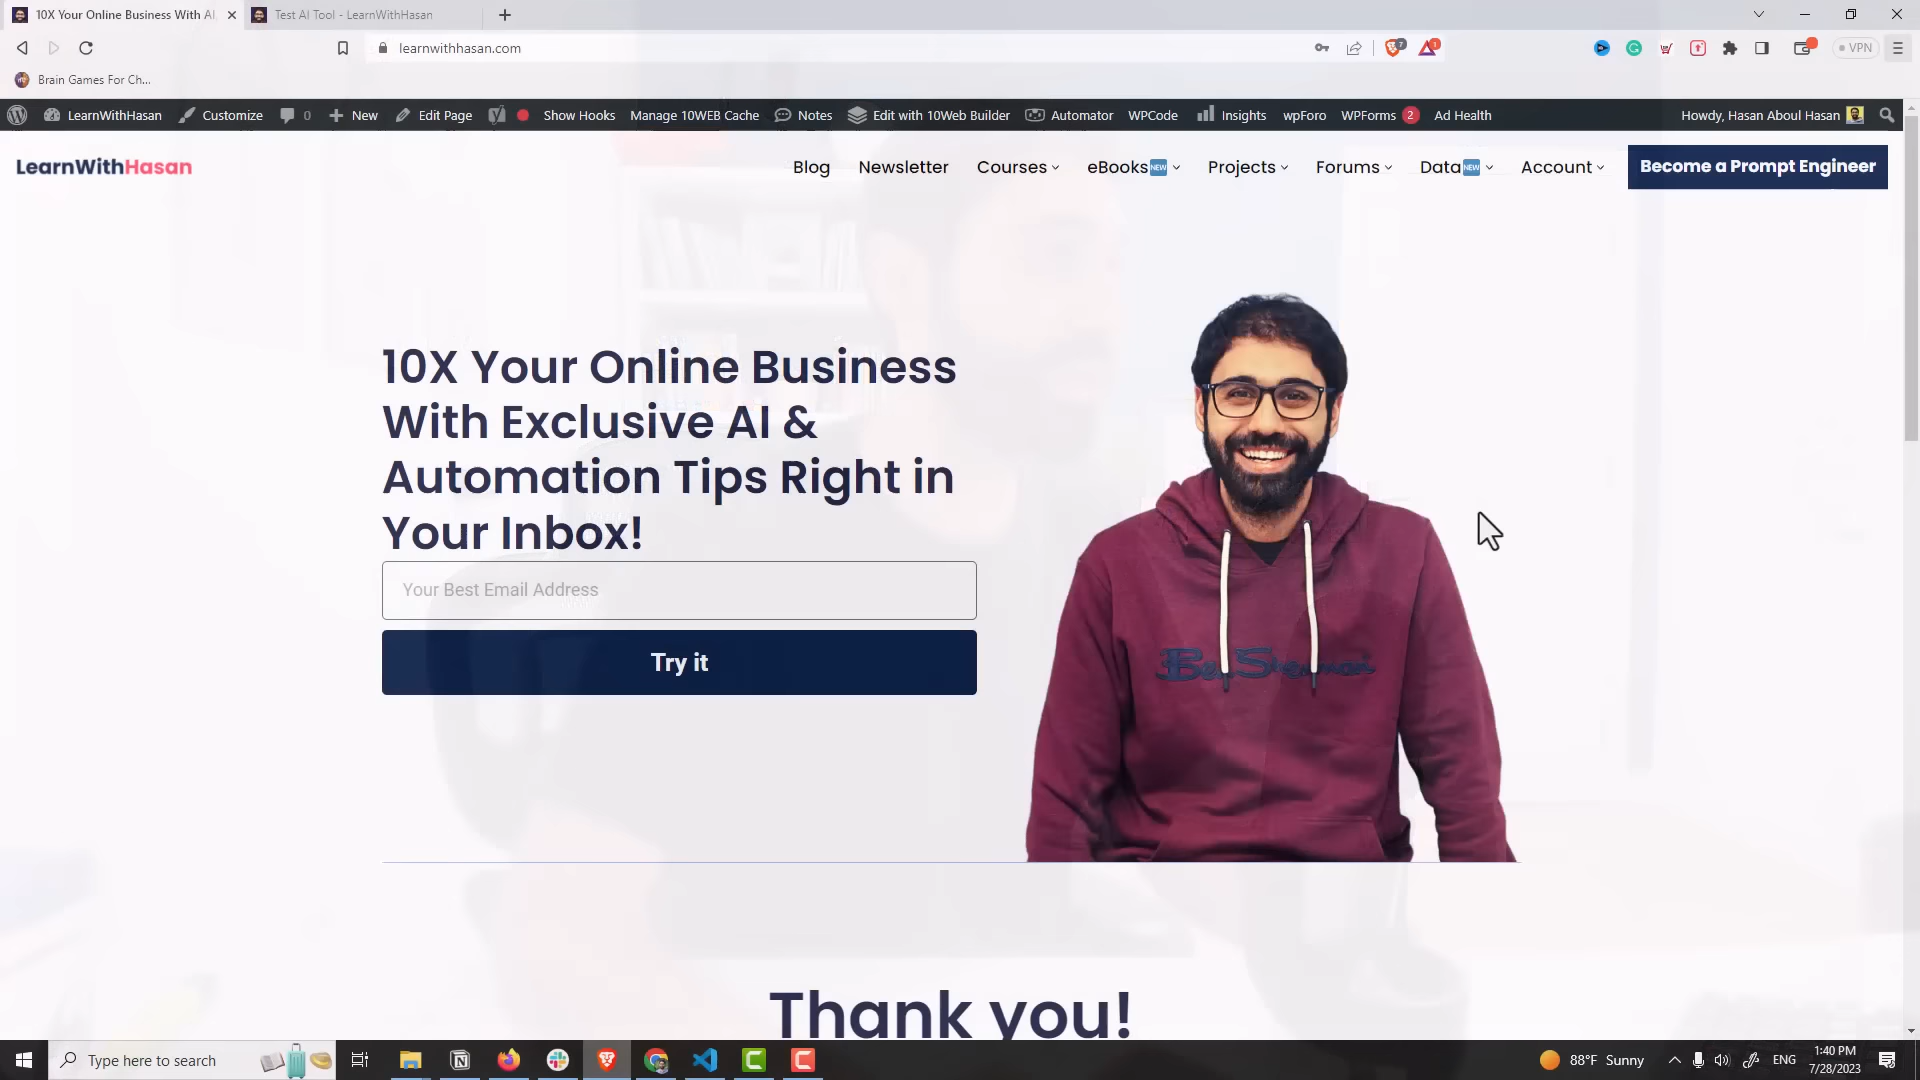 10X Your Online Business With AI
Test AI Tool - LearnWithHasan
learnwithhasan.com
7
1
VPN
Brain Games For Ch...
LearnWithHasan
Customize
0
New
Edit Page
Show Hooks
Manage 10WEB Cache
Notes
Edit with 10Web Builder
Automator
WPCode
Insights
wpForo
WPForms 2
Ad Health
Howdy, Hasan Aboul Hasan
LearnWithHasan
Blog
Newsletter
Courses
eBooks NEW
Projects
Forums
Data NEW
Account
Become a Prompt Engineer
10X Your Online Business
With Exclusive AI &
Automation Tips Right in
Your Inbox!
Your Best Email Address
Try it
Ben Sherman
Thank you!
Type here to search
88°F Sunny
ENG
1:40 PM
7/28/2023